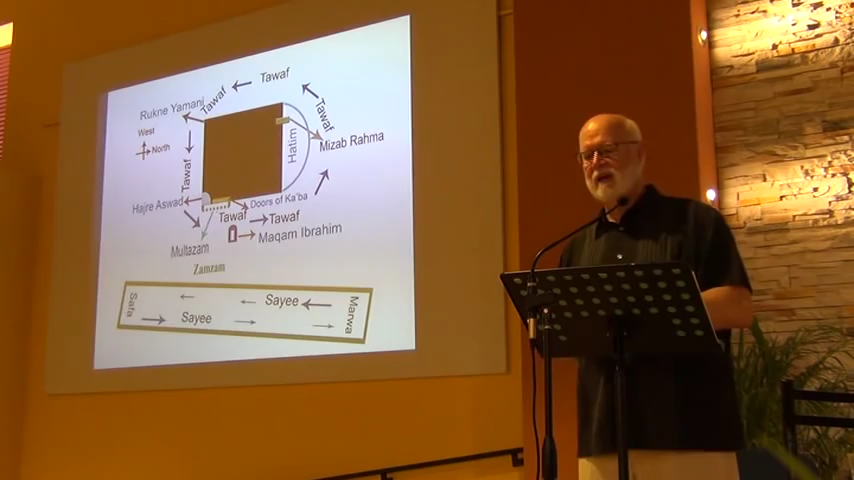 Tawaf
Tawaf
Tawaf
Rukne Yamani
West
North
Hatim
Mizab Rahma
Tawaf
Hajre Aswad
Doors of Ka'ba
Tawaf
Tawaf
Maqam Ibrahim
Multazam
Zamzam
Safa
Sayee
Sayee
Marwa